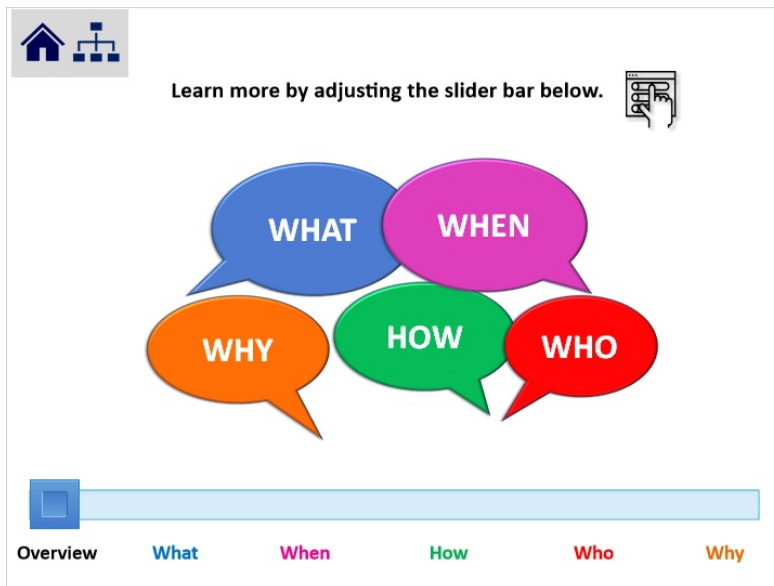 Learn more by adjusting the slider bar below.
WHAT
WHEN
WHY
HOW
WHO
Overview What When How Who Why